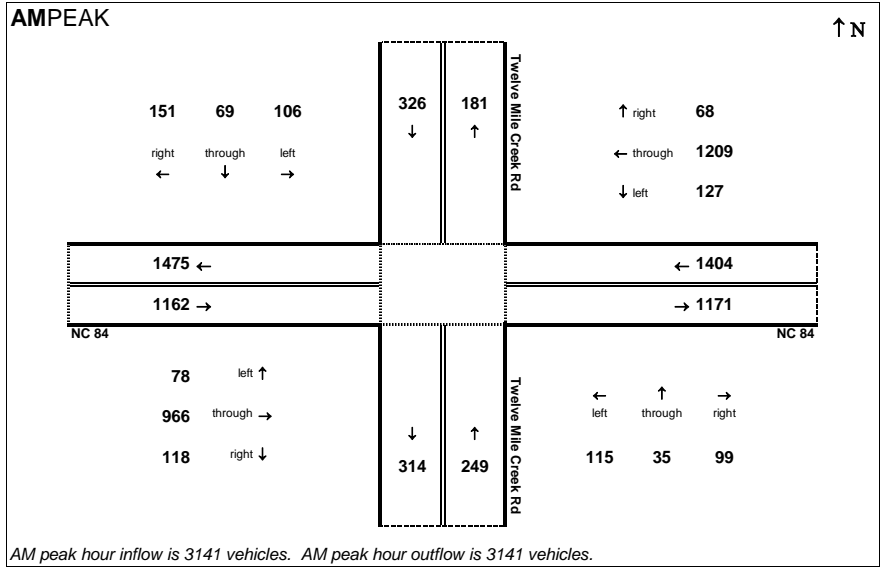 AMPEAK
↑ N
326 181
Twelve Mile Creek Rd
151 69 106
right through left
← ↓ →
↓ ↑
↑ right 68
← through 1209
↓ left 127
1475 ←
← 1404
1162 →
→ 1171
NC 84
NC 84
78 left ↑
966 through →
118 right ↓
↓ ↑
314 249
Twelve Mile Creek Rd
← ↑ →
left through right
115 35 99
AM peak hour inflow is 3141 vehicles. AM peak hour outflow is 3141 vehicles.